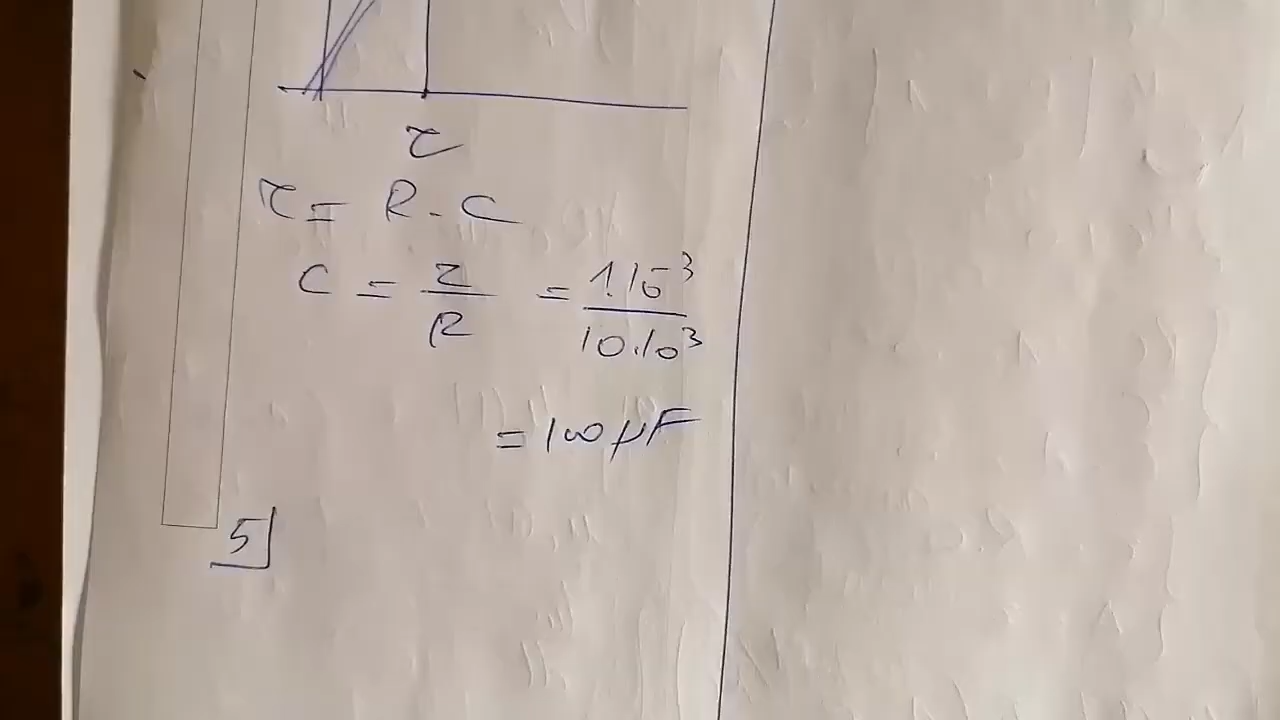 τ
τ = R . C
C = τ / R = 1.10⁻³ / 10.10³
= 100 μF
5